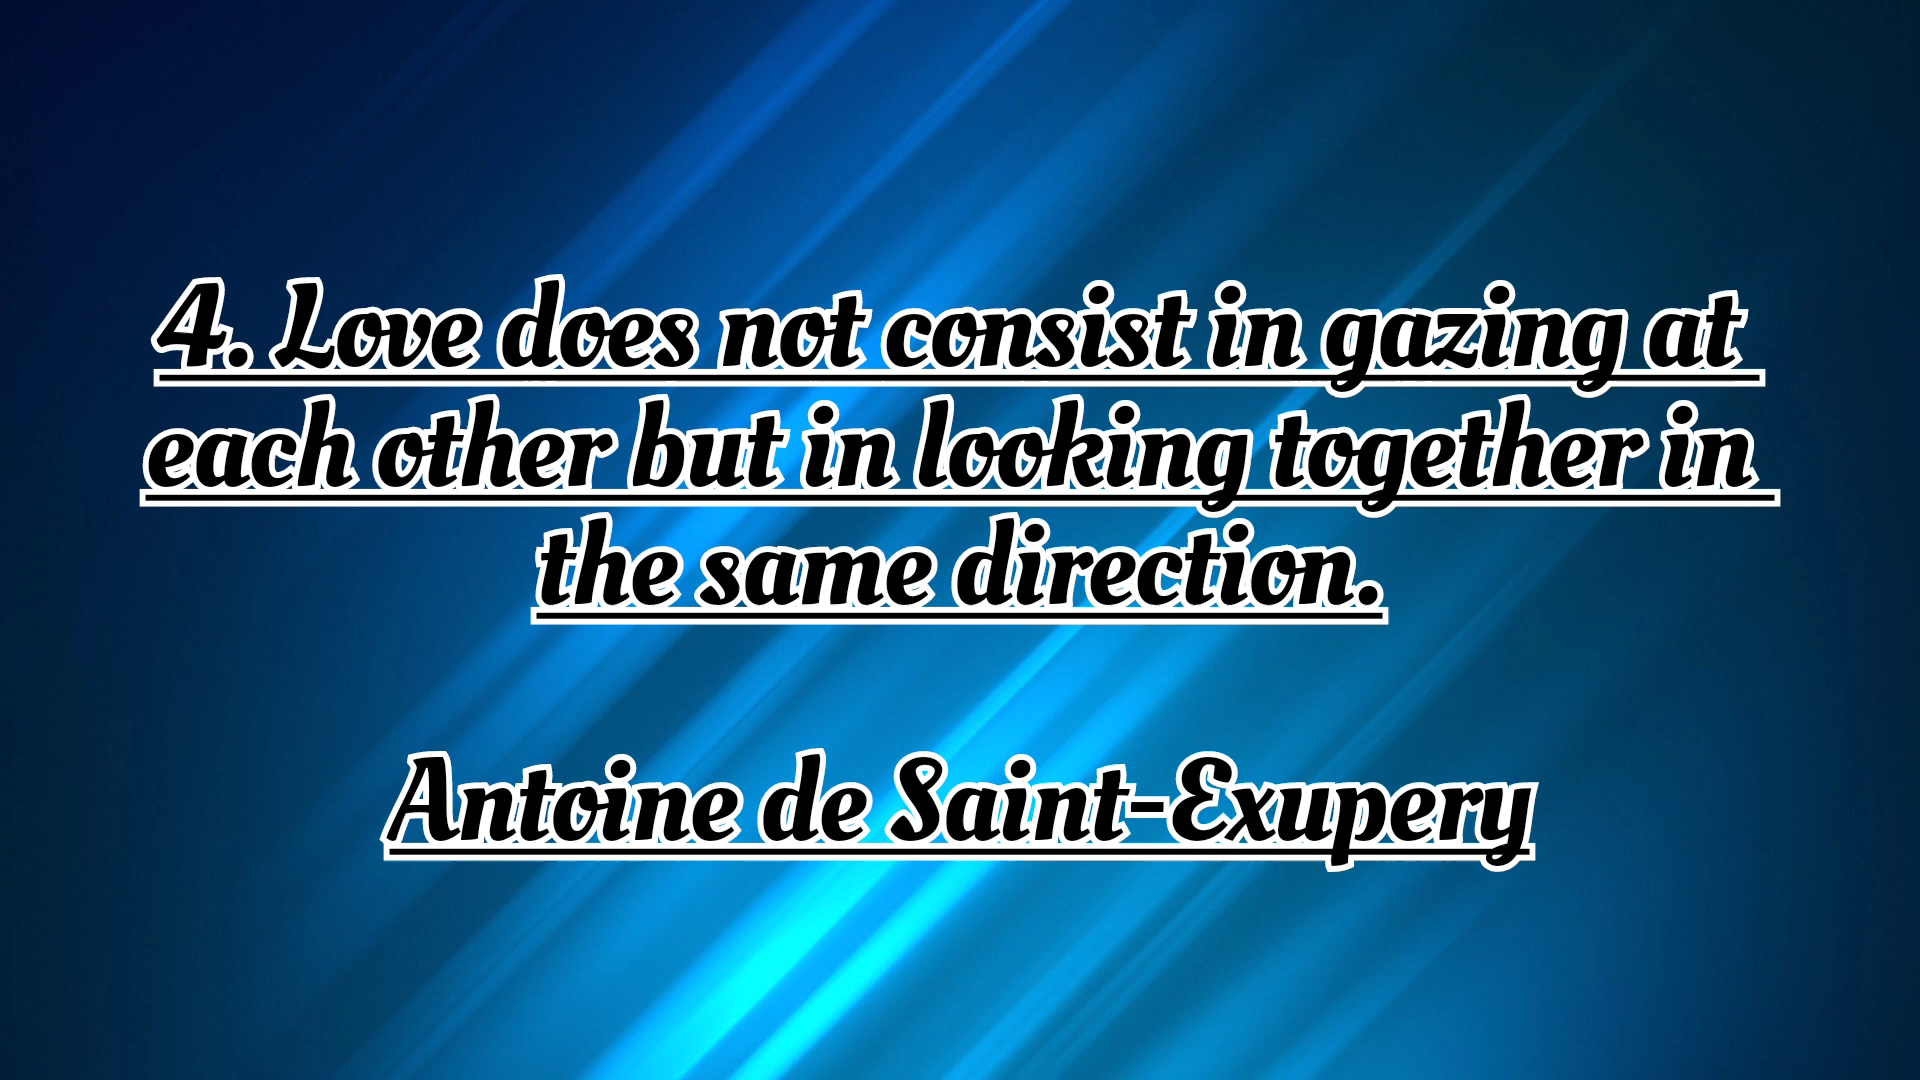 4. Love does not consist in gazing at
each other but in looking together in
the same direction.
Antoine de Saint-Exupery